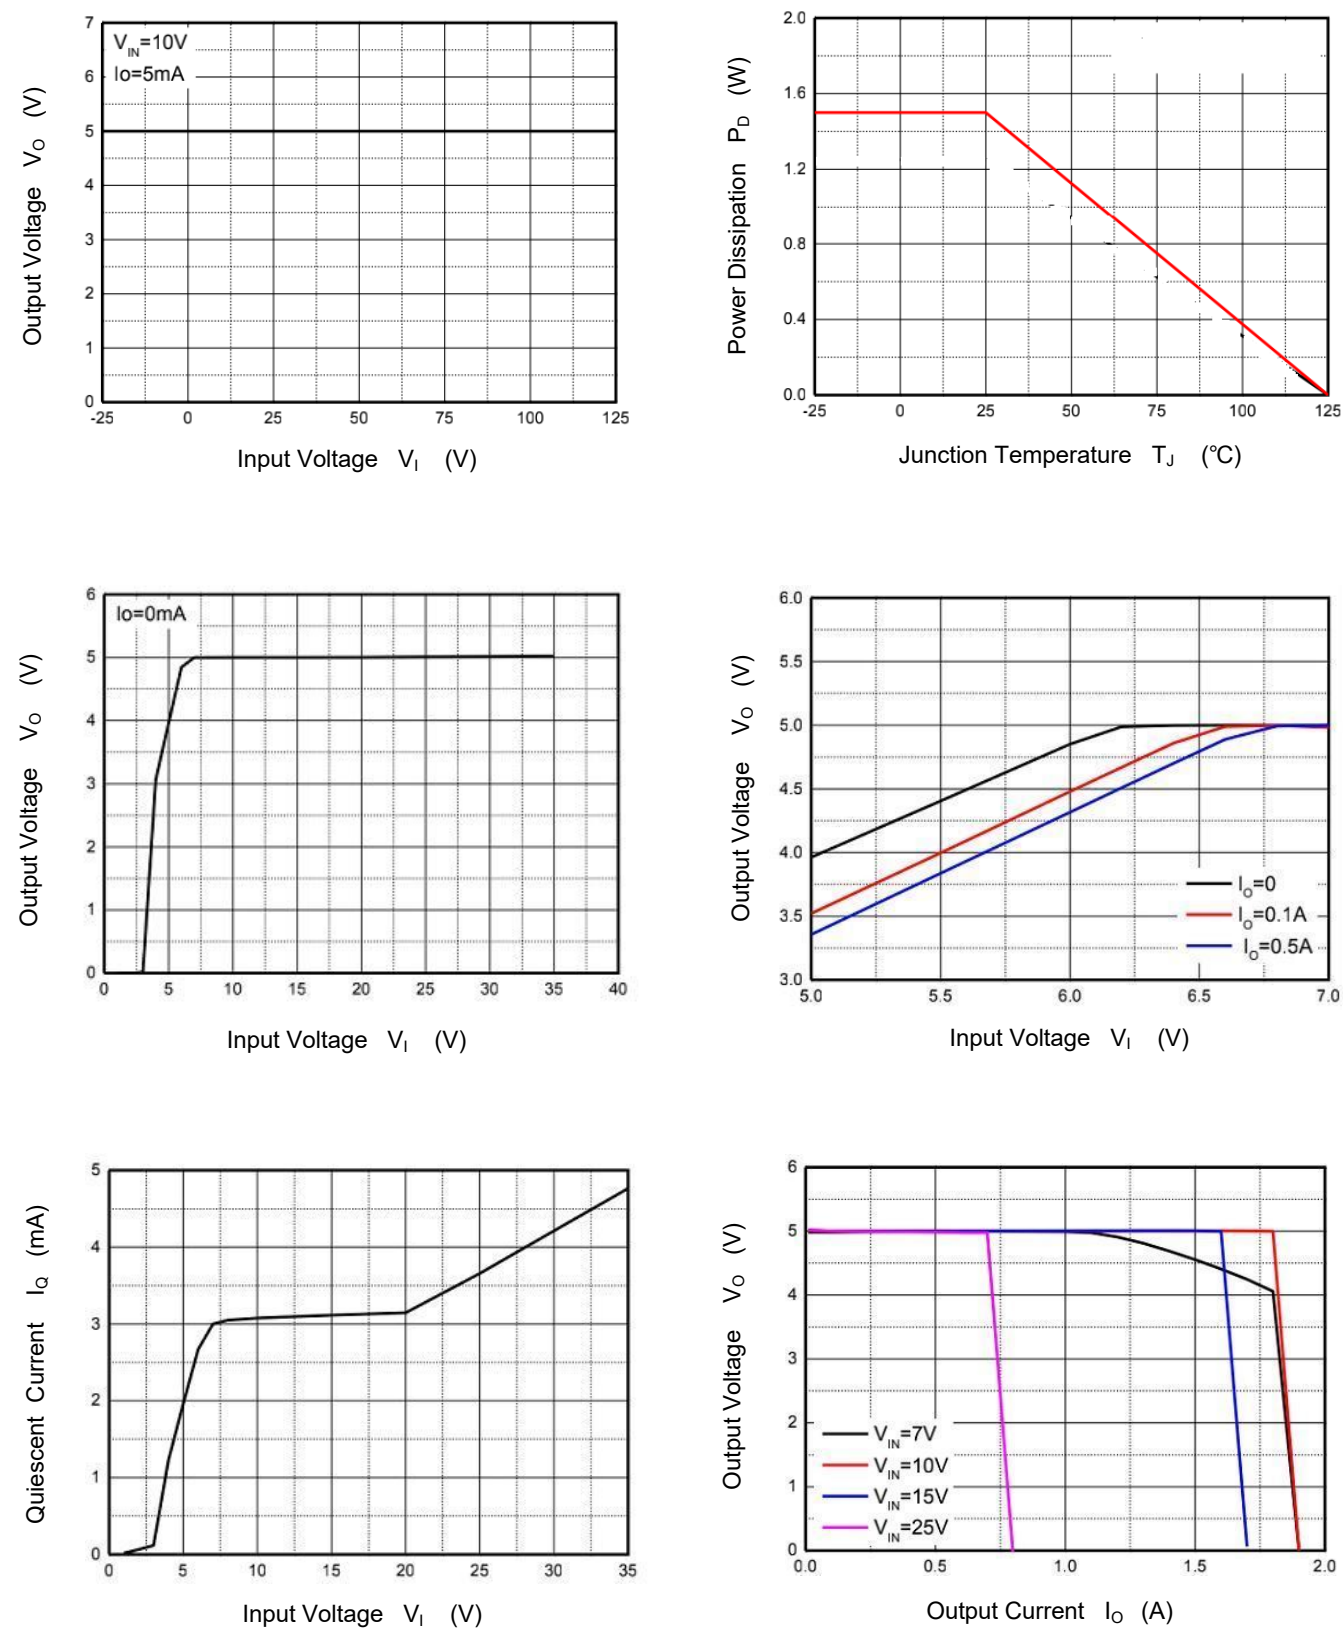 7
6
5
4
3
2
1
0
V_IN=10V
Io=5mA
Output Voltage V_O (V)
-25 0 25 50 75 100 125
Input Voltage V_I (V)
2.0
1.6
1.2
0.8
0.4
0.0
Power Dissipation P_D (W)
-25 0 25 50 75 100 125
Junction Temperature T_J (℃)
6
5
4
3
2
1
0
Io=0mA
Output Voltage V_O (V)
0 5 10 15 20 25 30 35 40
Input Voltage V_I (V)
6.0
5.5
5.0
4.5
4.0
3.5
3.0
Output Voltage V_O (V)
I_O=0
I_O=0.1A
I_O=0.5A
5.0 5.5 6.0 6.5 7.0
Input Voltage V_I (V)
5
4
3
2
1
0
Quiescent Current I_Q (mA)
0 5 10 15 20 25 30 35
Input Voltage V_I (V)
6
5
4
3
2
1
0
Output Voltage V_O (V)
V_IN=7V
V_IN=10V
V_IN=15V
V_IN=25V
0.0 0.5 1.0 1.5 2.0
Output Current I_O (A)